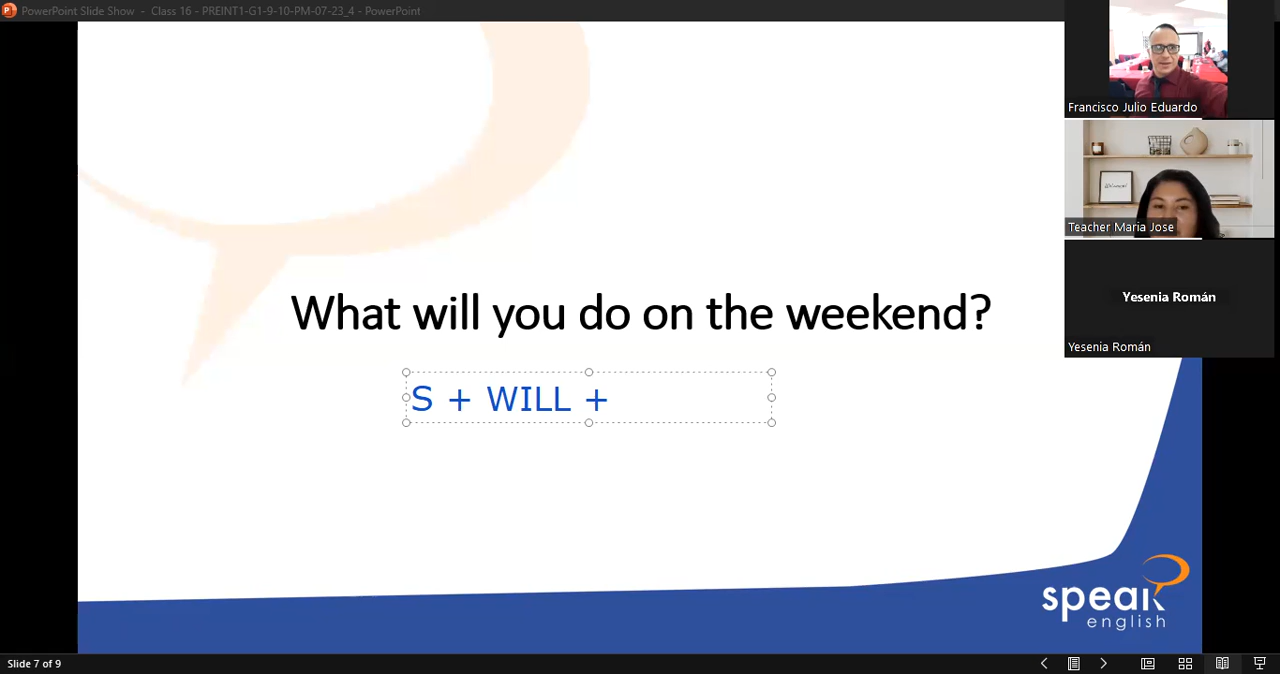 PowerPoint Slide Show - Class 16 - PREINT1-G1-9-10-PM-07-23_4 - PowerPoint
Francisco Julio Eduardo
Teacher Maria Jose
Yesenia Román
Yesenia Román
What will you do on the weekend?
S + WILL +
speak
english
Slide 7 of 9